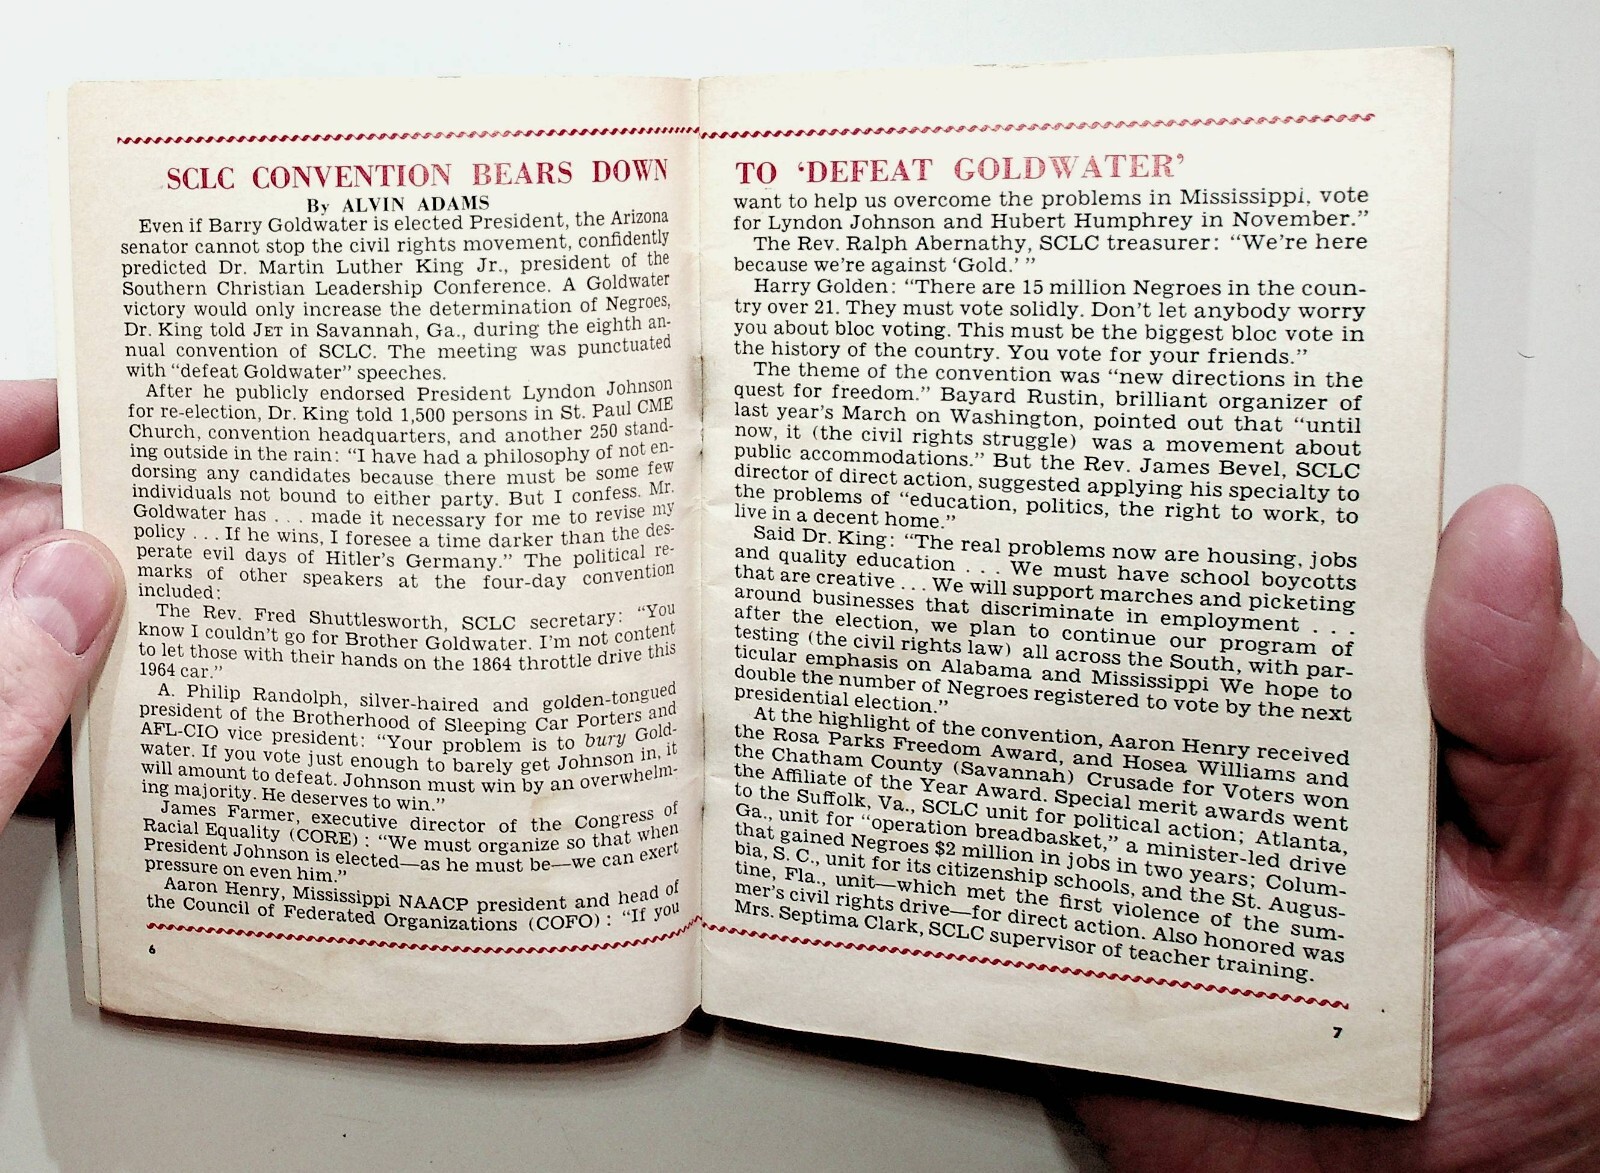 SCLC CONVENTION BEARS DOWN
By ALVIN ADAMS
Even if Barry Goldwater is elected President, the Arizona
senator cannot stop the civil rights movement, confidently
predicted Dr. Martin Luther King Jr., president of the
Southern Christian Leadership Conference. A Goldwater
victory would only increase the determination of Negroes,
Dr. King told JET in Savannah, Ga., during the eighth an-
nual convention of SCLC. The meeting was punctuated
with "defeat Goldwater" speeches.
After he publicly endorsed President Lyndon Johnson
for re-election, Dr. King told 1,500 persons in St. Paul CME
Church, convention headquarters, and another 250 stand-
ing outside in the rain: "I have had a philosophy of not en-
dorsing any candidates because there must be some few
individuals not bound to either party. But I confess. Mr.
Goldwater has . . . made it necessary for me to revise my
policy . . . If he wins, I foresee a time darker than the des-
perate evil days of Hitler's Germany." The political re-
marks of other speakers at the four-day convention
included:
The Rev. Fred Shuttlesworth, SCLC secretary: "You
know I couldn't go for Brother Goldwater. I'm not content
to let those with their hands on the 1864 throttle drive this
1964 car."
A. Philip Randolph, silver-haired and golden-tongued
president of the Brotherhood of Sleeping Car Porters and
AFL-CIO vice president: "Your problem is to bury Gold-
water. If you vote just enough to barely get Johnson in, it
will amount to defeat. Johnson must win by an overwhelm-
ing majority. He deserves to win."
James Farmer, executive director of the Congress of
Racial Equality (CORE) : "We must organize so that when
President Johnson is elected—as he must be—we can exert
pressure on even him."
Aaron Henry, Mississippi NAACP president and head of
the Council of Federated Organizations (COFO) : "If you
6
TO 'DEFEAT GOLDWATER'
want to help us overcome the problems in Mississippi, vote
for Lyndon Johnson and Hubert Humphrey in November."
The Rev. Ralph Abernathy, SCLC treasurer: "We're here
because we're against 'Gold.' "
Harry Golden: "There are 15 million Negroes in the coun-
try over 21. They must vote solidly. Don't let anybody worry
you about bloc voting. This must be the biggest bloc vote in
the history of the country. You vote for your friends."
The theme of the convention was "new directions in the
quest for freedom." Bayard Rustin, brilliant organizer of
last year's March on Washington, pointed out that "until
now, it (the civil rights struggle) was a movement about
public accommodations." But the Rev. James Bevel, SCLC
director of direct action, suggested applying his specialty to
the problems of "education, politics, the right to work, to
live in a decent home."
Said Dr. King: "The real problems now are housing, jobs
and quality education . . . We must have school boycotts
that are creative . . . We will support marches and picketing
around businesses that discriminate in employment . . .
after the election, we plan to continue our program of
testing (the civil rights law) all across the South, with par-
ticular emphasis on Alabama and Mississippi We hope to
double the number of Negroes registered to vote by the next
presidential election."
At the highlight of the convention, Aaron Henry received
the Rosa Parks Freedom Award, and Hosea Williams and
the Chatham County (Savannah) Crusade for Voters won
the Affiliate of the Year Award. Special merit awards went
to the Suffolk, Va., SCLC unit for political action; Atlanta,
Ga., unit for "operation breadbasket," a minister-led drive
that gained Negroes $2 million in jobs in two years; Colum-
bia, S. C., unit for its citizenship schools, and the St. Augus-
tine, Fla., unit—which met the first violence of the sum-
mer's civil rights drive—for direct action. Also honored was
Mrs. Septima Clark, SCLC supervisor of teacher training.
7